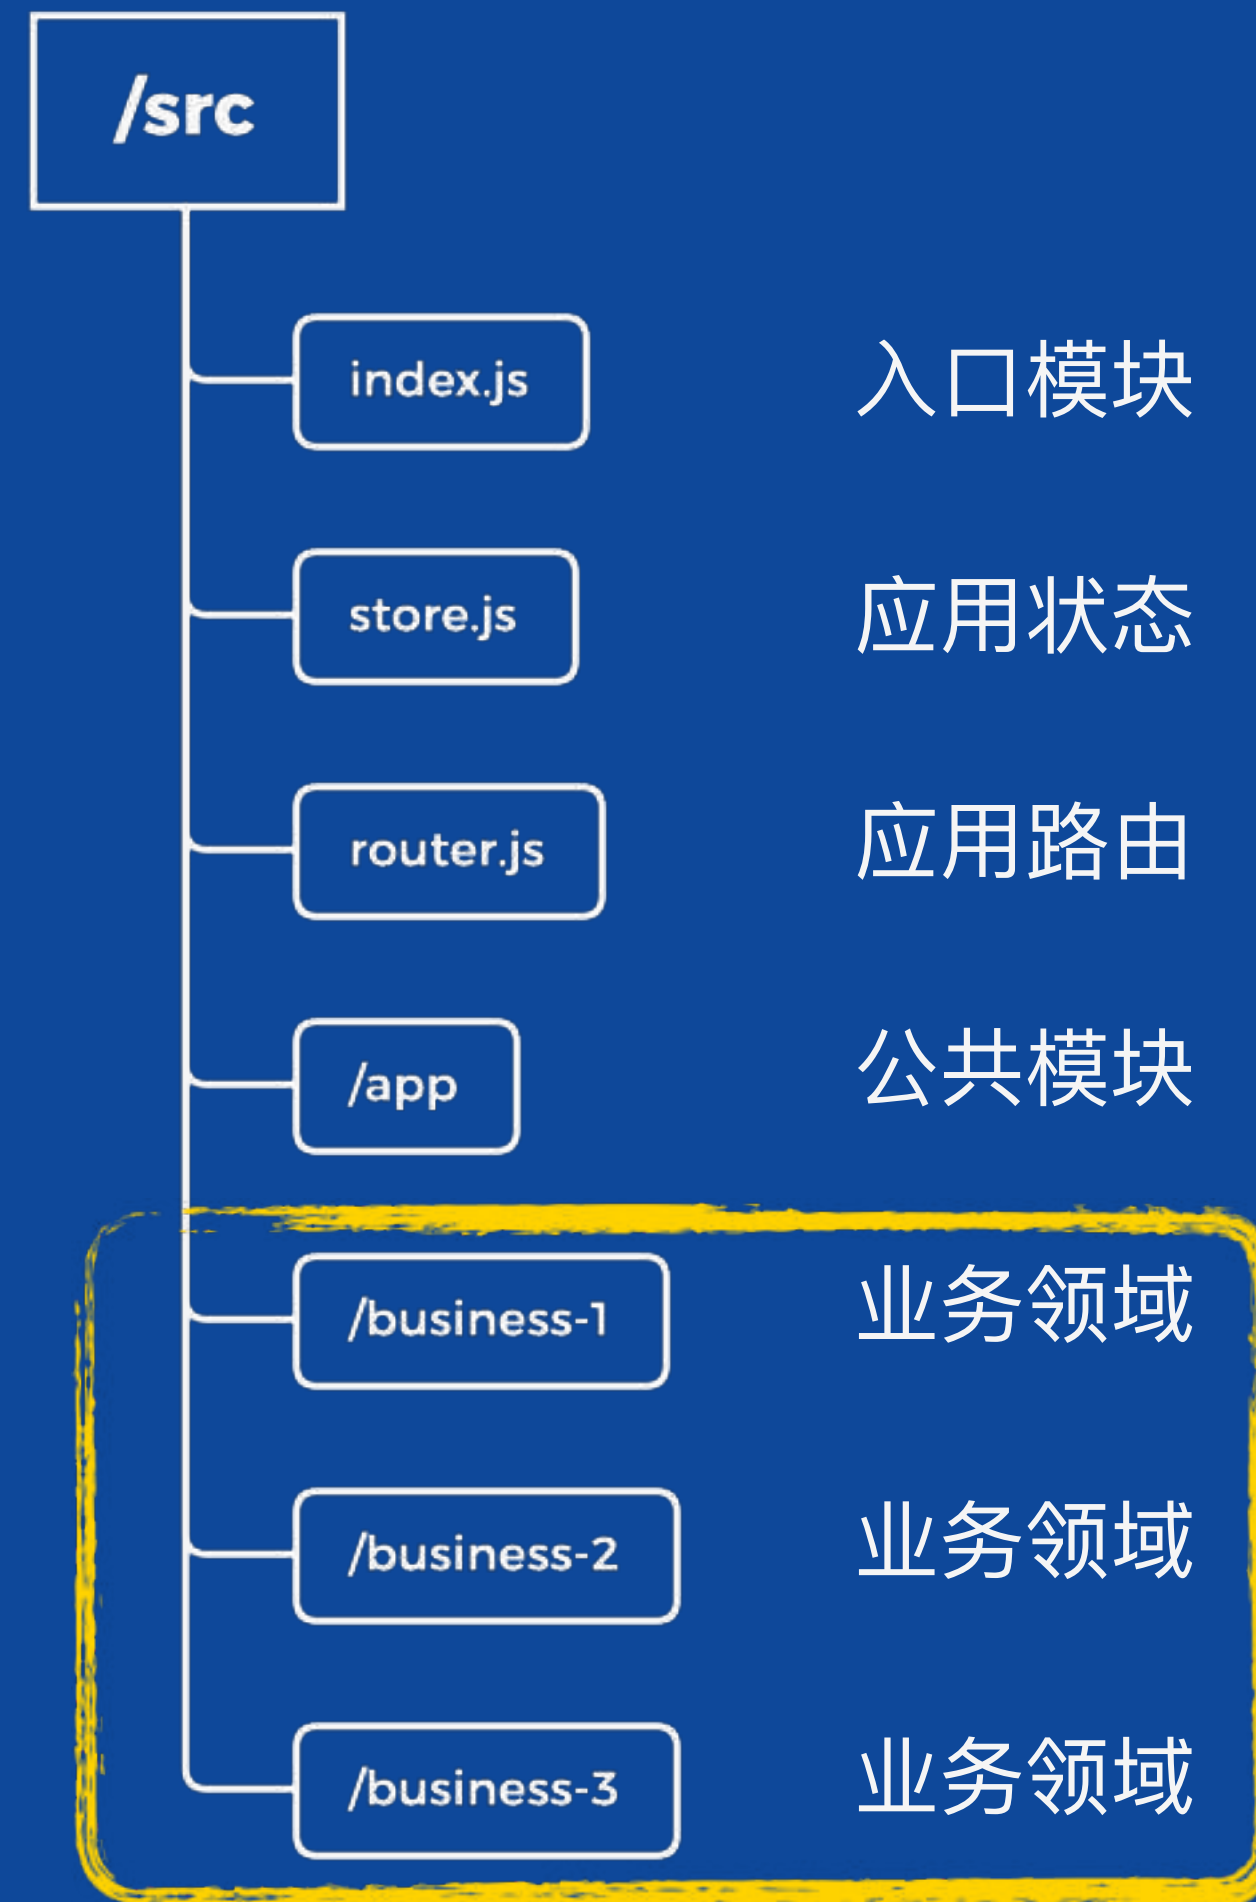 /src
index.js 入口模块
store.js 应用状态
router.js 应用路由
/app 公共模块
/business-1 业务领域
/business-2 业务领域
/business-3 业务领域